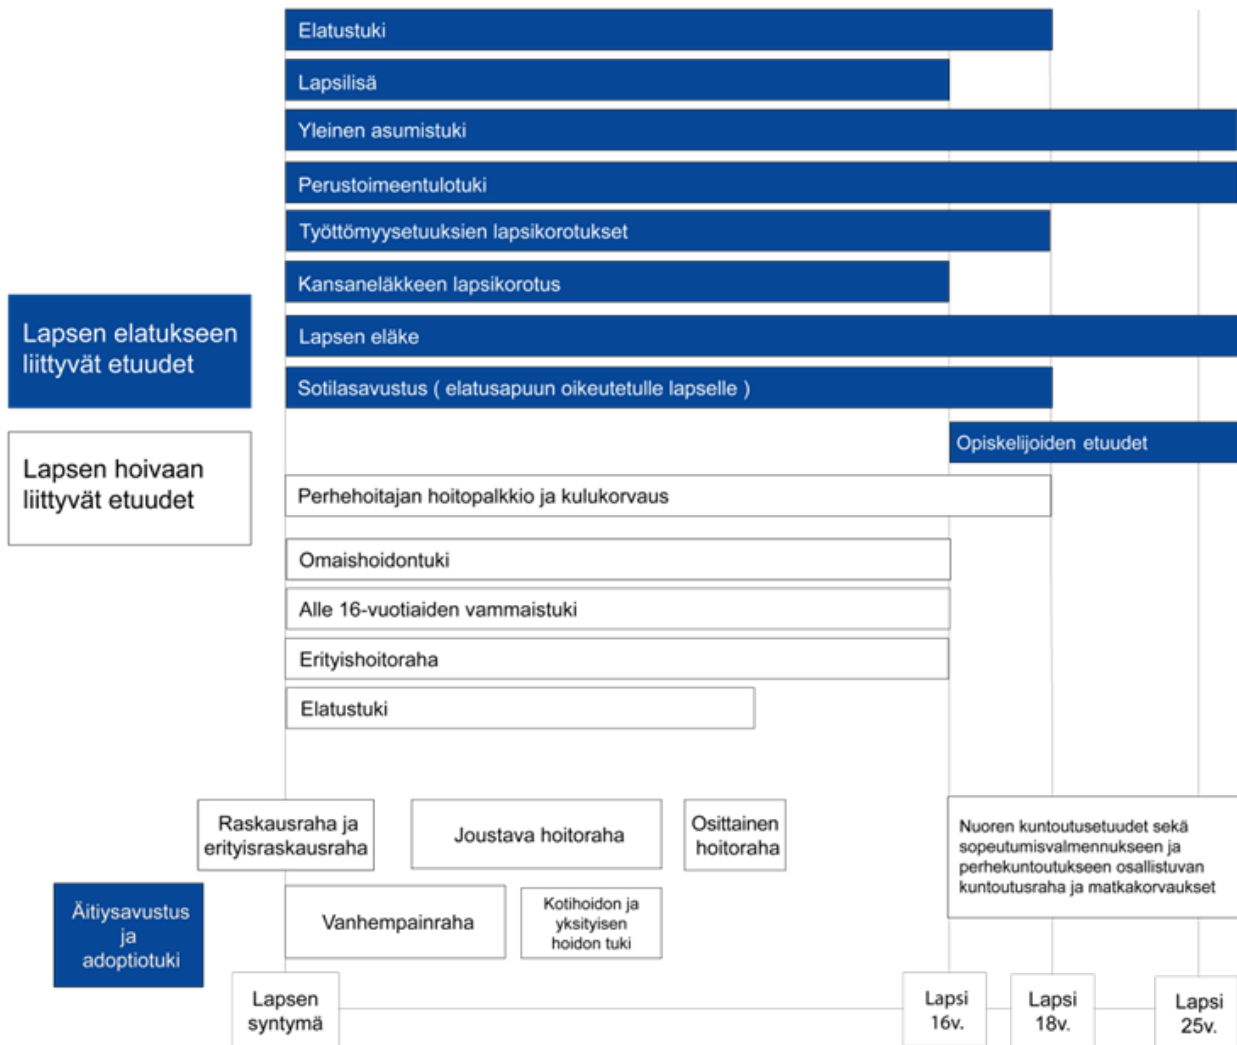 Elatustuki
Lapsilisä
Yleinen asumistuki
Perustoimeentulotuki
Työttömyysetuuksien lapsikorotukset
Kansaneläkkeen lapsikorotus
Lapsen elatukseen
liittyvät etuudet
Lapsen eläke
Sotilasavustus ( elatusapuun oikeutetulle lapselle )
Opiskelijoiden etuudet
Lapsen hoivaan
liittyvät etuudet
Perhehoitajan hoitopalkkio ja kulukorvaus
Omaishoidontuki
Alle 16-vuotiaiden vammaistuki
Erityishoitoraha
Elatustuki
Raskausraha ja
erityisraskausraha
Joustava hoitoraha
Osittainen
hoitoraha
Nuoren kuntoutusetuudet sekä
sopeutumisvalmennukseen ja
perhekuntoutukseen osallistuvan
kuntoutusraha ja matkakorvaukset
Äitiysavustus
ja
adoptiotuki
Vanhempainraha
Kotihoidon ja
yksityisen
hoidon tuki
Lapsen
syntymä
Lapsi
16v.
Lapsi
18v.
Lapsi
25v.